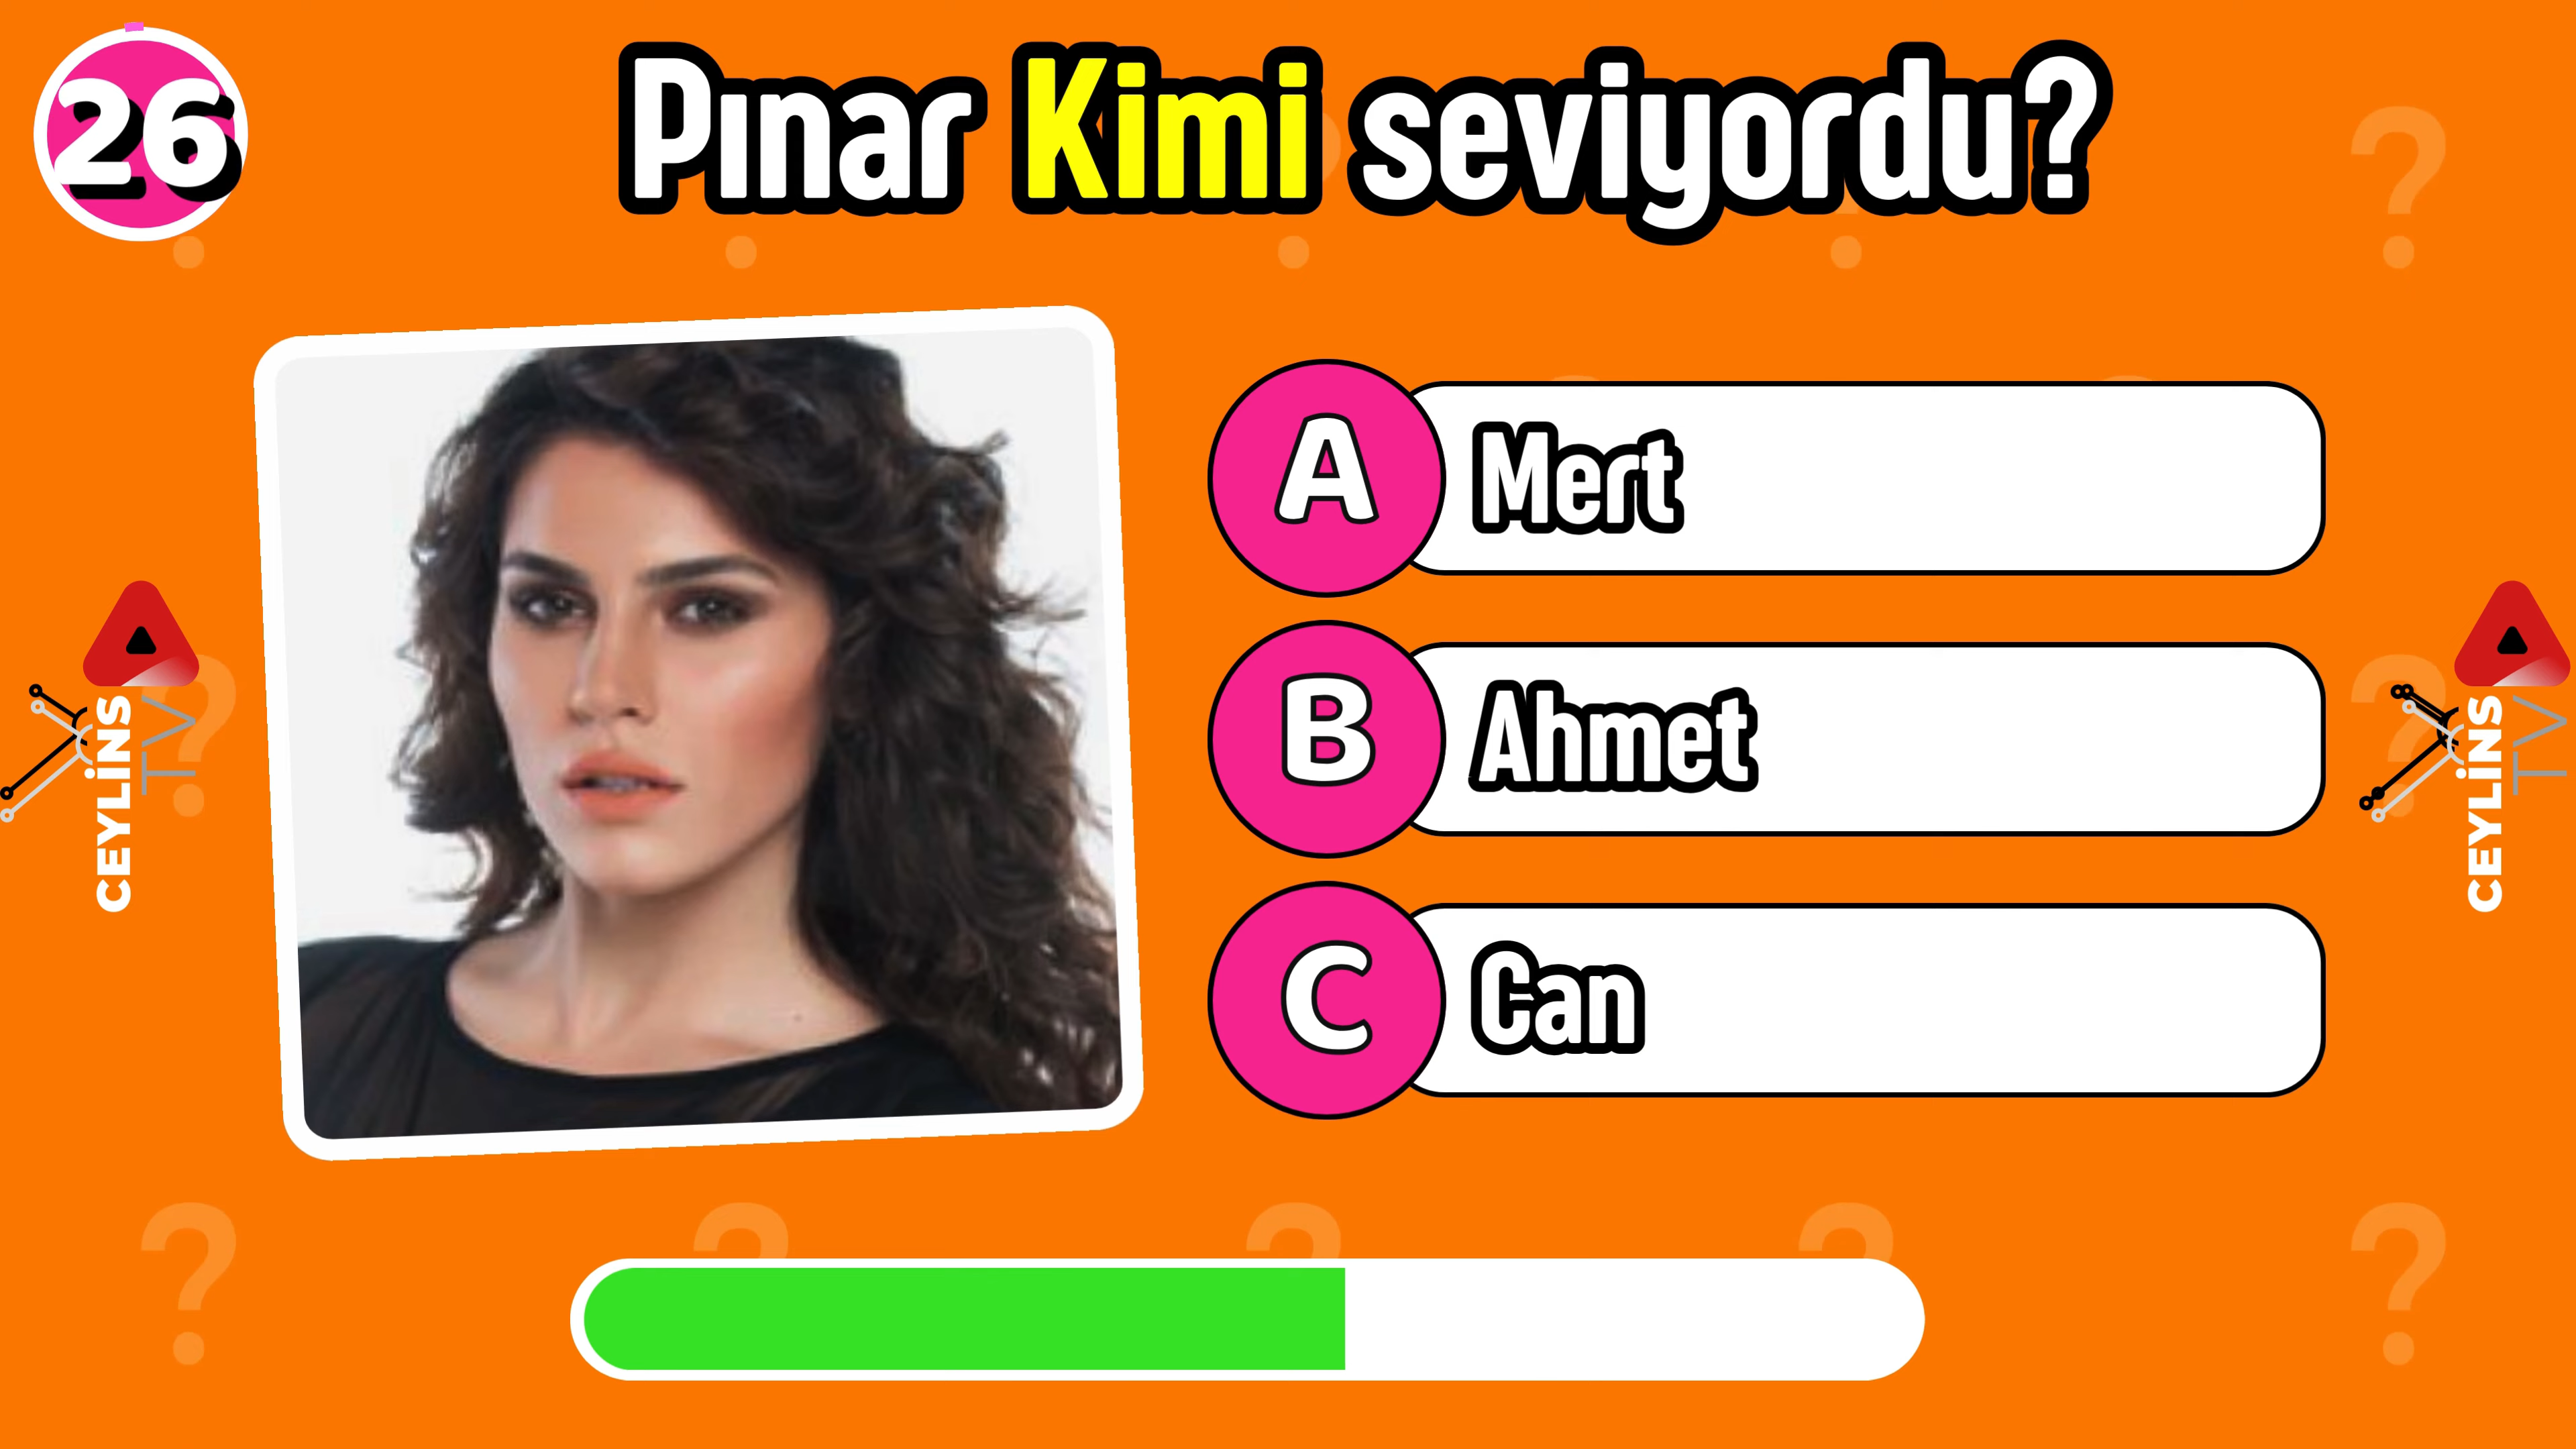 26
Pınar Kimi seviyordu?
A Mert
B Ahmet
C Can
CEYLİNS
TV
CEYLİNS
TV